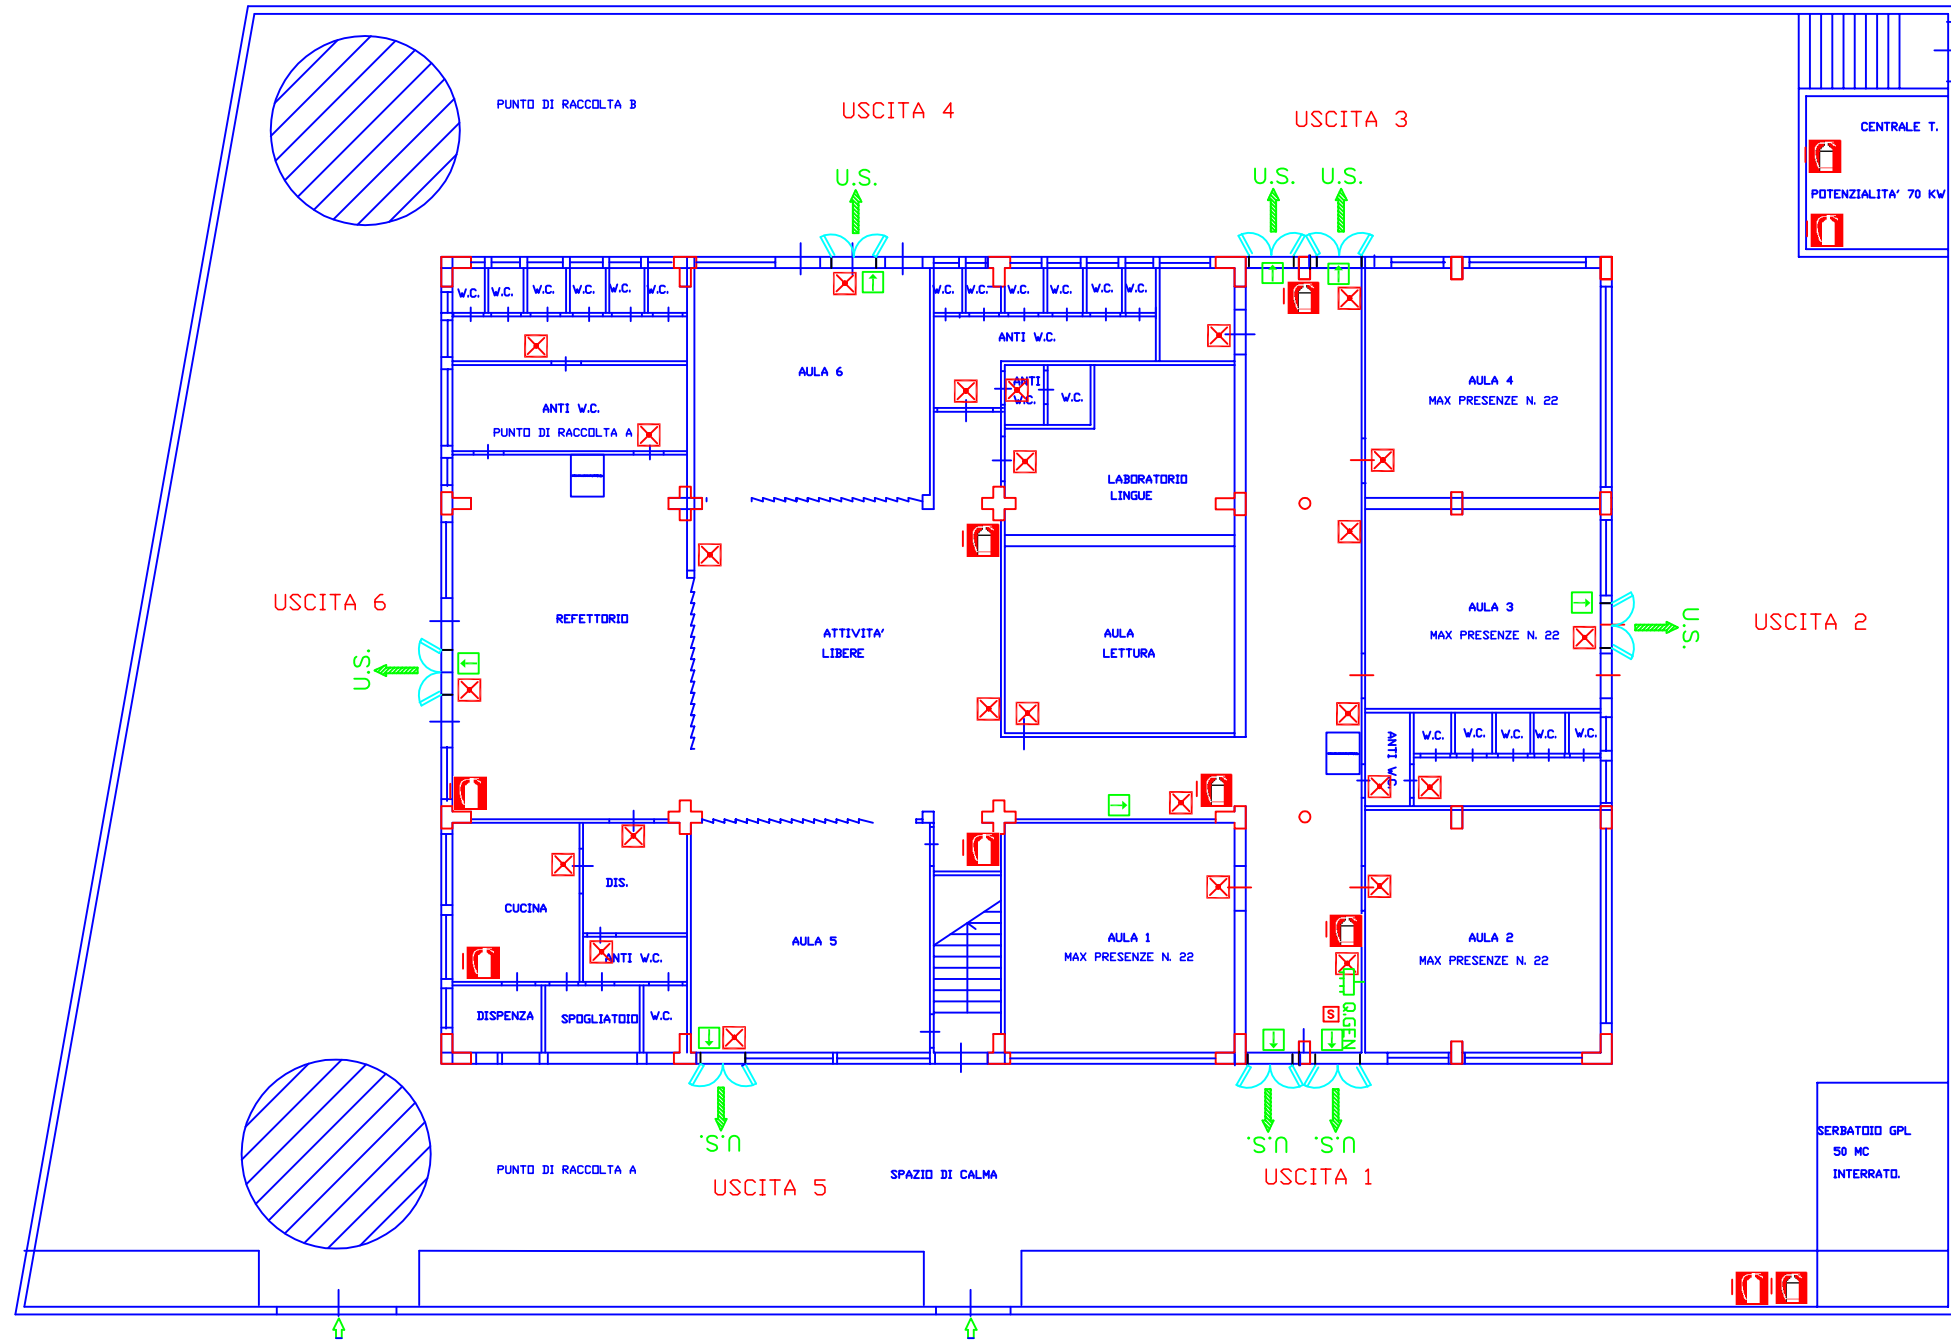 PUNTO DI RACCOLTA B
USCITA 4
USCITA 3
CENTRALE T.
POTENZIALITA' 70 KW
U.S.
U.S.
U.S.
W.C.
W.C.
W.C.
W.C.
W.C.
W.C.
W.C.
W.C.
W.C.
W.C.
W.C.
W.C.
ANTI W.C.
AULA 6
ANTI
W.C.
W.C.
AULA 4
MAX PRESENZE N. 22
ANTI W.C.
PUNTO DI RACCOLTA A
LABORATORIO
LINGUE
USCITA 6
U.S.
REFETTORIO
ATTIVITA'
LIBERE
AULA
LETTURA
AULA 3
MAX PRESENZE N. 22
U.S.
USCITA 2
ANTI W.C.
W.C.
W.C.
W.C.
W.C.
W.C.
CUCINA
DIS.
ANTI W.C.
DISPENZA
SPOGLIATOIO
W.C.
AULA 5
AULA 1
MAX PRESENZE N. 22
AULA 2
MAX PRESENZE N. 22
S
Q.GEN
U.S.
U.S.
U.S.
PUNTO DI RACCOLTA A
USCITA 5
SPAZIO DI CALMA
USCITA 1
SERBATOIO GPL
50 MC
INTERRATO.